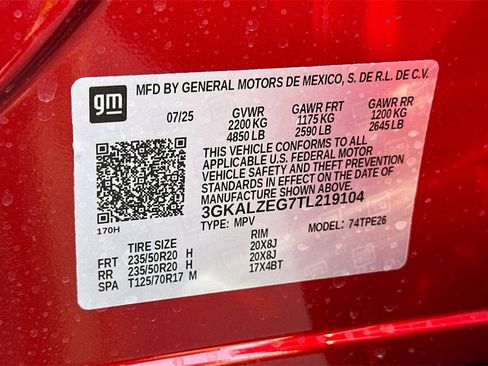 gm
MFD BY GENERAL MOTORS DE MEXICO, S. DE R.L. DE C.V.
07/25 GVWR GAWR FRT GAWR RR
2200 KG 1175 KG 1200 KG
4850 LB 2590 LB 2645 LB
THIS VEHICLE CONFORMS TO ALL
APPLICABLE U.S. FEDERAL MOTOR
VEHICLE SAFETY AND THEFT PREVENTION
STANDARDS IN EFFECT ON THE DATE OF
MANUFACTURE SHOWN ABOVE.
3GKALZEG7TL219104
170H
TYPE: MPV MODEL: 74TPE26
TIRE SIZE RIM
FRT 235/50R20 H 20X8J
RR 235/50R20 H 20X8J
SPA T125/70R17 M 17X4BT